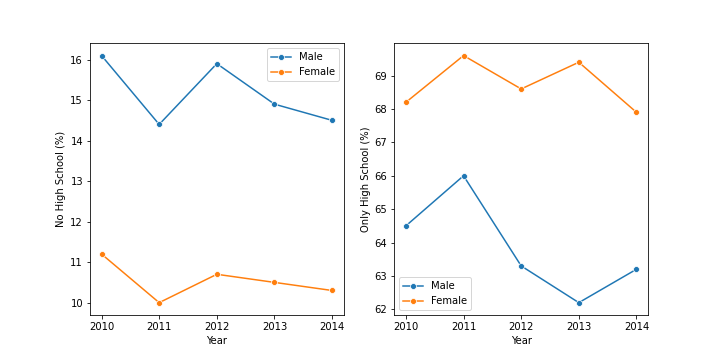 No High School (%)
16
15
14
13
12
11
10
Male
Female
2010 2011 2012 2013 2014
Year
Only High School (%)
69
68
67
66
65
64
63
62
Male
Female
2010 2011 2012 2013 2014
Year